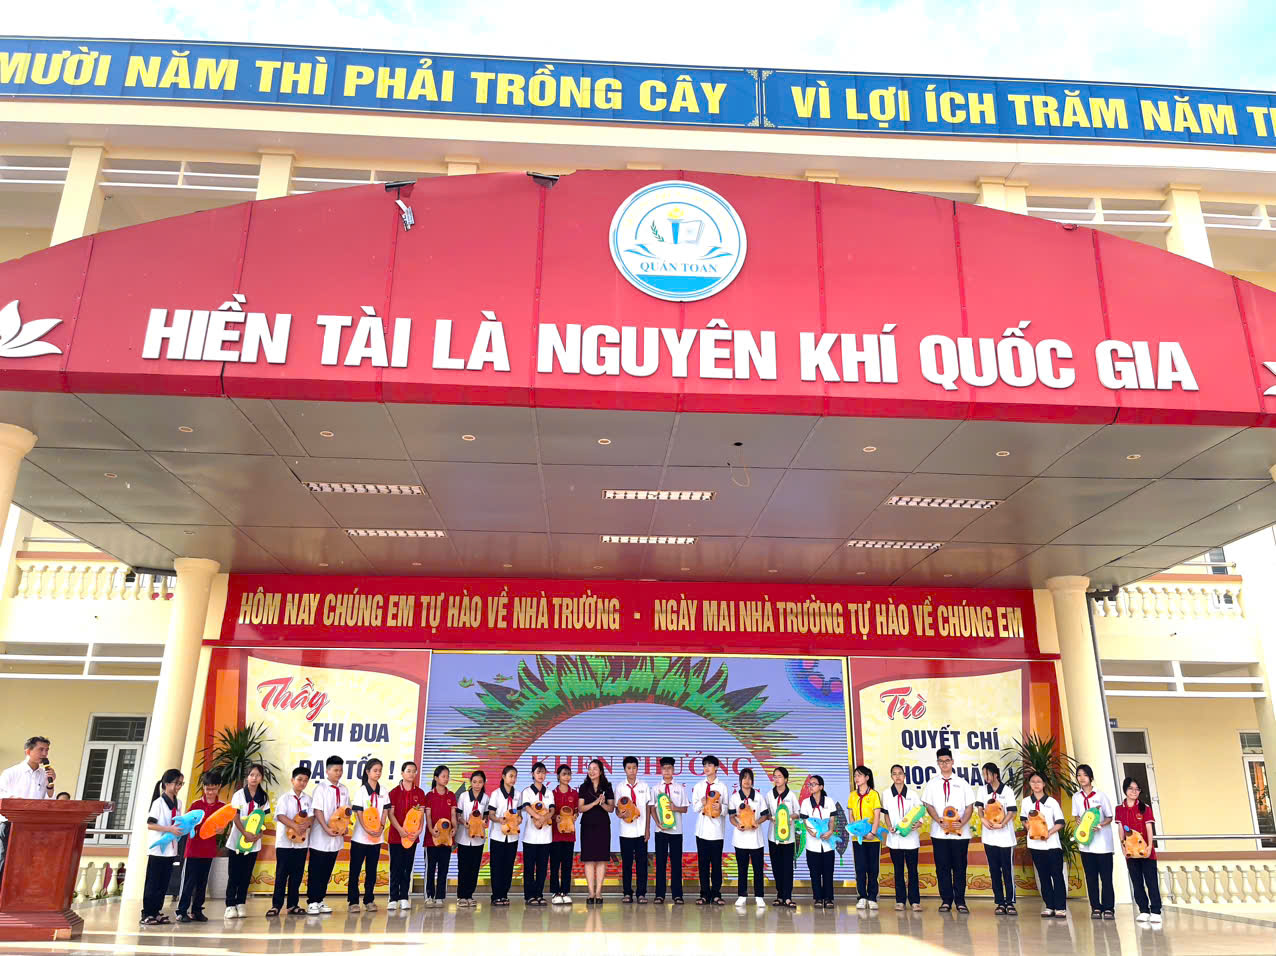 MƯỜI NĂM THÌ PHẢI TRỒNG CÂY
VÌ LỢI ÍCH TRĂM NĂM
QUÁN TOAN
HIỀN TÀI LÀ NGUYÊN KHÍ QUỐC GIA
HÔM NAY CHÚNG EM TỰ HÀO VỀ NHÀ TRƯỜNG - NGÀY MAI NHÀ TRƯỜNG TỰ HÀO VỀ CHÚNG EM
Thầy
THI ĐUA
KHEN THƯỞNG
Trò
QUYẾT CHÍ